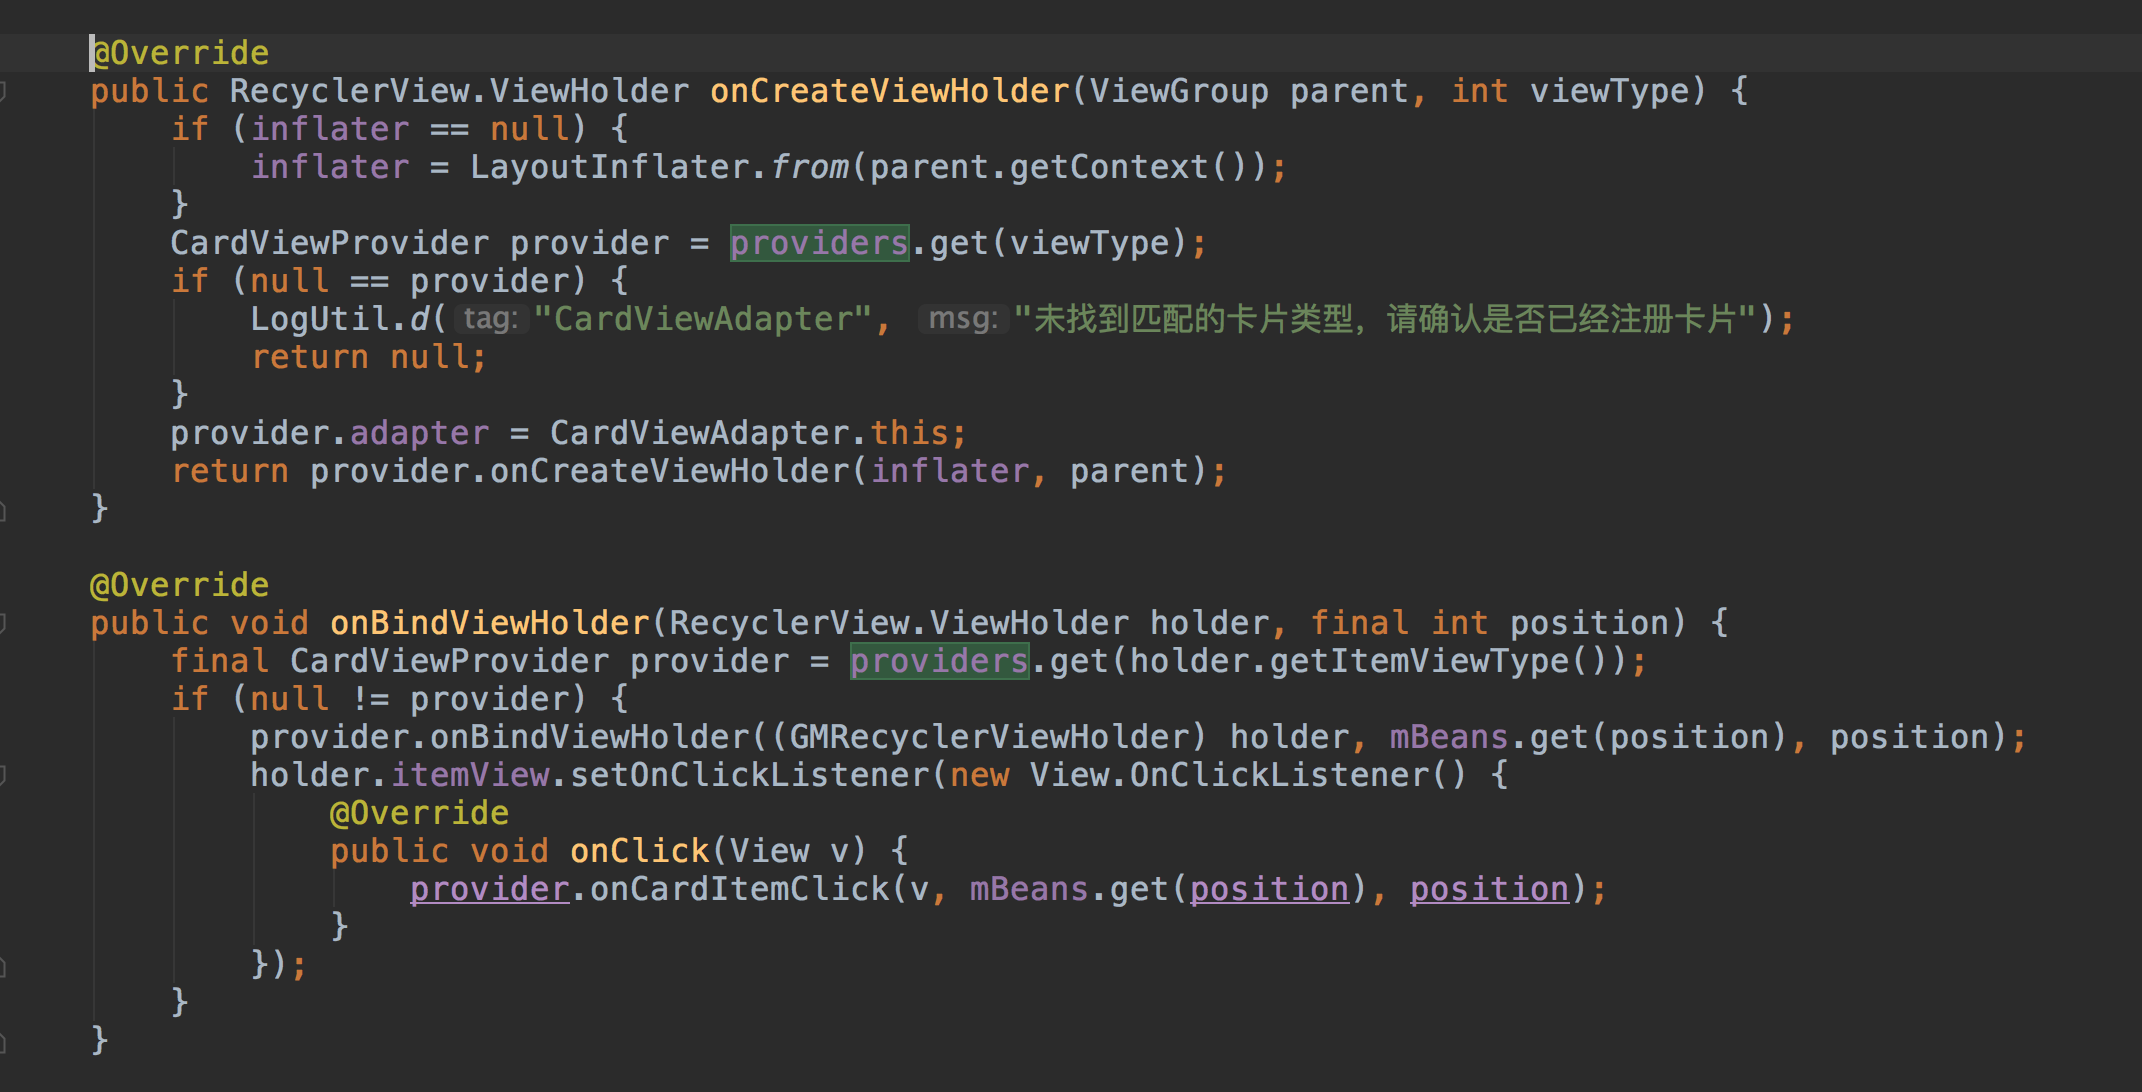 @Override
public RecyclerView.ViewHolder onCreateViewHolder(ViewGroup parent, int viewType) {
if (inflater == null) {
inflater = LayoutInflater.from(parent.getContext());
}
CardViewProvider provider = providers.get(viewType);
if (null == provider) {
LogUtil.d( tag: "CardViewAdapter", msg: "未找到匹配的卡片类型，请确认是否已经注册卡片");
return null;
}
provider.adapter = CardViewAdapter.this;
return provider.onCreateViewHolder(inflater, parent);
}
@Override
public void onBindViewHolder(RecyclerView.ViewHolder holder, final int position) {
final CardViewProvider provider = providers.get(holder.getItemViewType());
if (null != provider) {
provider.onBindViewHolder((GMRecyclerViewHolder) holder, mBeans.get(position), position);
holder.itemView.setOnClickListener(new View.OnClickListener() {
@Override
public void onClick(View v) {
provider.onCardItemClick(v, mBeans.get(position), position);
}
});
}
}